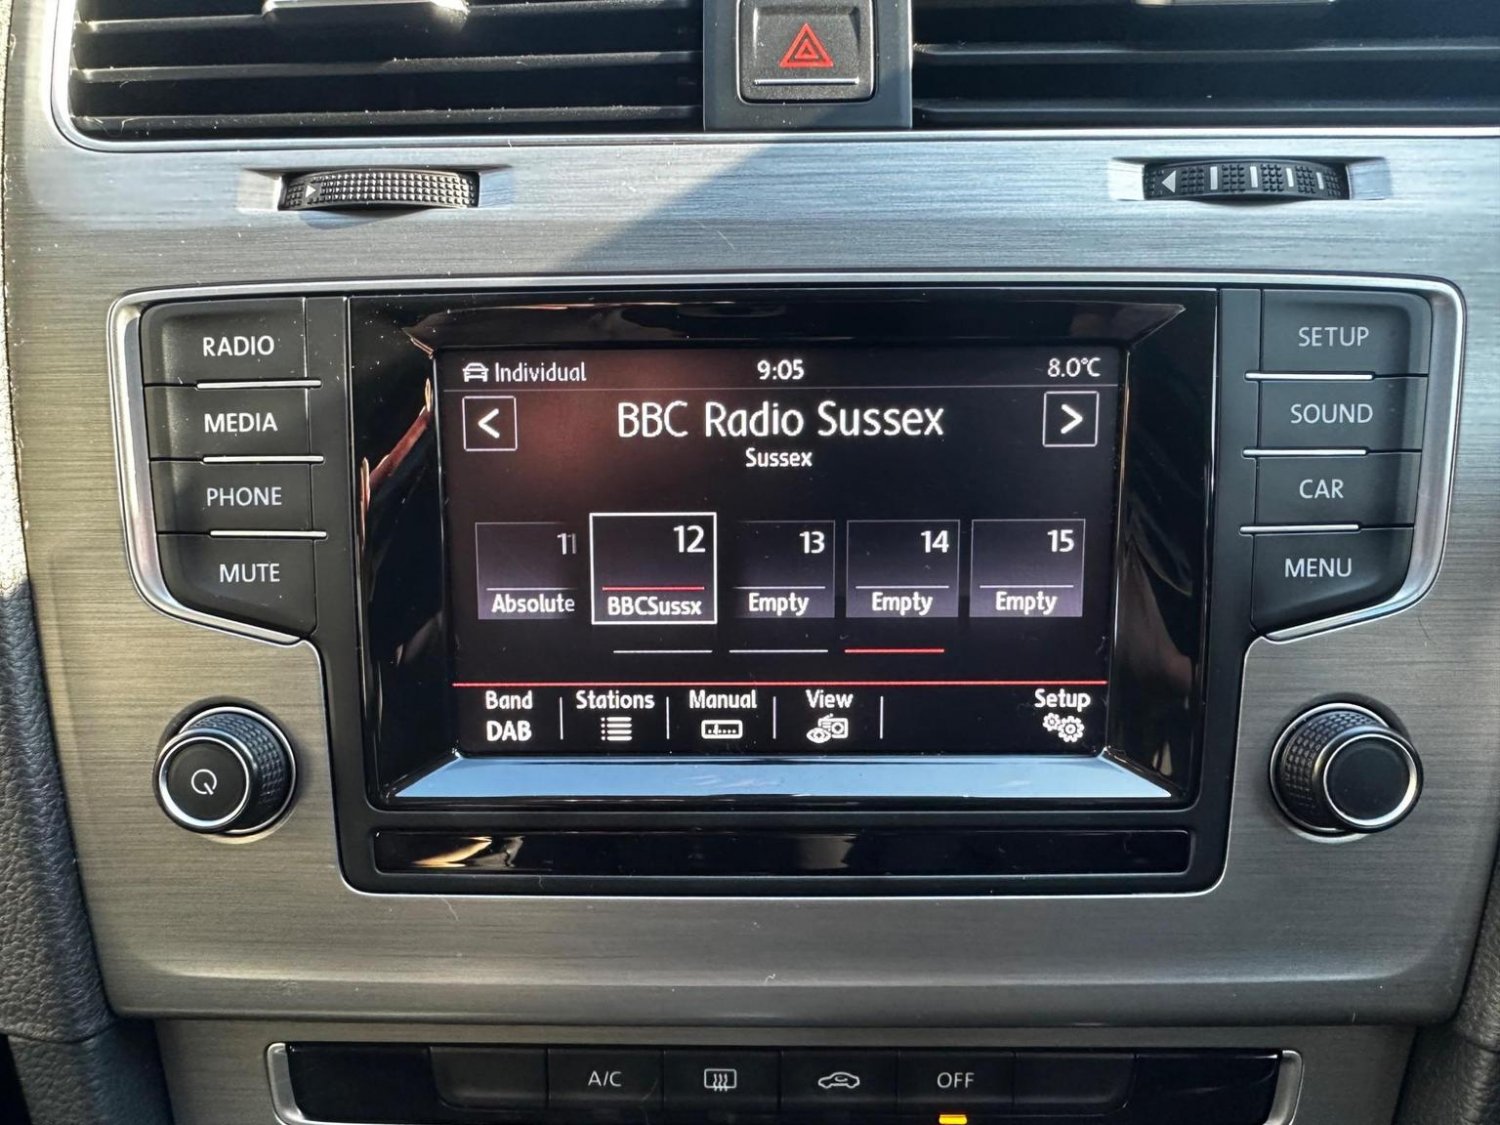 RADIO
MEDIA
PHONE
MUTE
Individual
9:05
8.0°C
<
BBC Radio Sussex
>
Sussex
11
12
13
14
15
Absolute
BBCSussx
Empty
Empty
Empty
Band
Stations
Manual
View
Setup
DAB
SETUP
SOUND
CAR
MENU
A/C
OFF